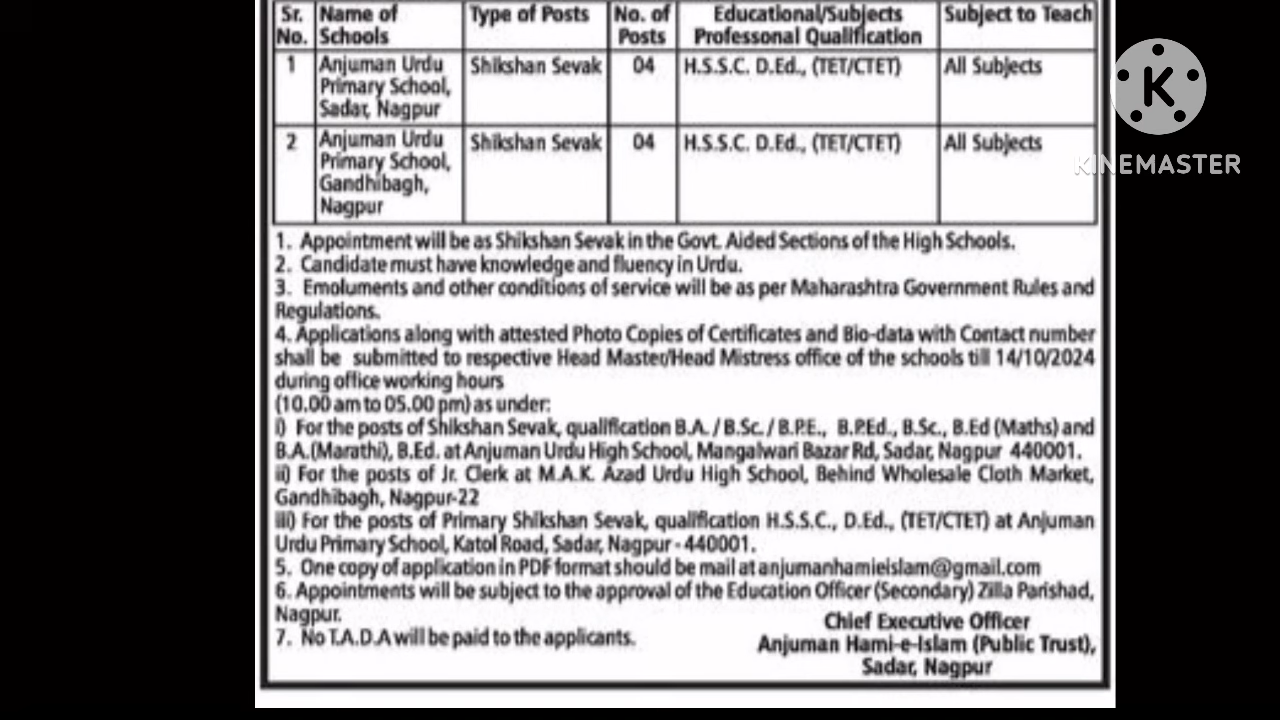 Sr. No. Name of Schools Type of Posts No. of Posts Educational/Subjects Professonal Qualification Subject to Teach
1 Anjuman Urdu Primary School, Sadar, Nagpur Shikshan Sevak 04 H.S.S.C. D.Ed., (TET/CTET) All Subjects
2 Anjuman Urdu Primary School, Gandhibagh, Nagpur Shikshan Sevak 04 H.S.S.C. D.Ed., (TET/CTET) All Subjects
1. Appointment will be as Shikshan Sevak in the Govt. Aided Sections of the High Schools.
2. Candidate must have knowledge and fluency in Urdu.
3. Emoluments and other conditions of service will be as per Maharashtra Government Rules and
Regulations.
4. Applications along with attested Photo Copies of Certificates and Bio-data with Contact number
shall be submitted to respective Head Master/Head Mistress office of the schools till 14/10/2024
during office working hours
(10.00 am to 05.00 pm) as under:
i) For the posts of Shikshan Sevak, qualification B.A. / B.Sc. / B.P.E., B.P.Ed., B.Sc., B.Ed (Maths) and
B.A.(Marathi), B.Ed. at Anjuman Urdu High School, Mangalwari Bazar Rd, Sadar, Nagpur 440001.
ii) For the posts of Jr. Clerk at M.A.K. Azad Urdu High School, Behind Wholesale Cloth Market,
Gandhibagh, Nagpur-22
iii) For the posts of Primary Shikshan Sevak, qualification H.S.S.C., D.Ed., (TET/CTET) at Anjuman
Urdu Primary School, Katol Road, Sadar, Nagpur - 440001.
5. One copy of application in PDF format should be mail at anjumanhamieislam@gmail.com
6. Appointments will be subject to the approval of the Education Officer (Secondary) Zilla Parishad,
Nagpur.
7. No T.A.D.A will be paid to the applicants.
Chief Executive Officer
Anjuman Hami-e-Islam (Public Trust),
Sadar, Nagpur
K
KINEMASTER